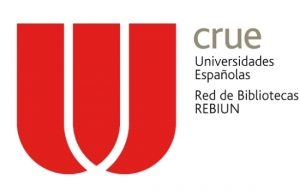 crue
Universidades
Españolas
Red de Bibliotecas
REBIUN